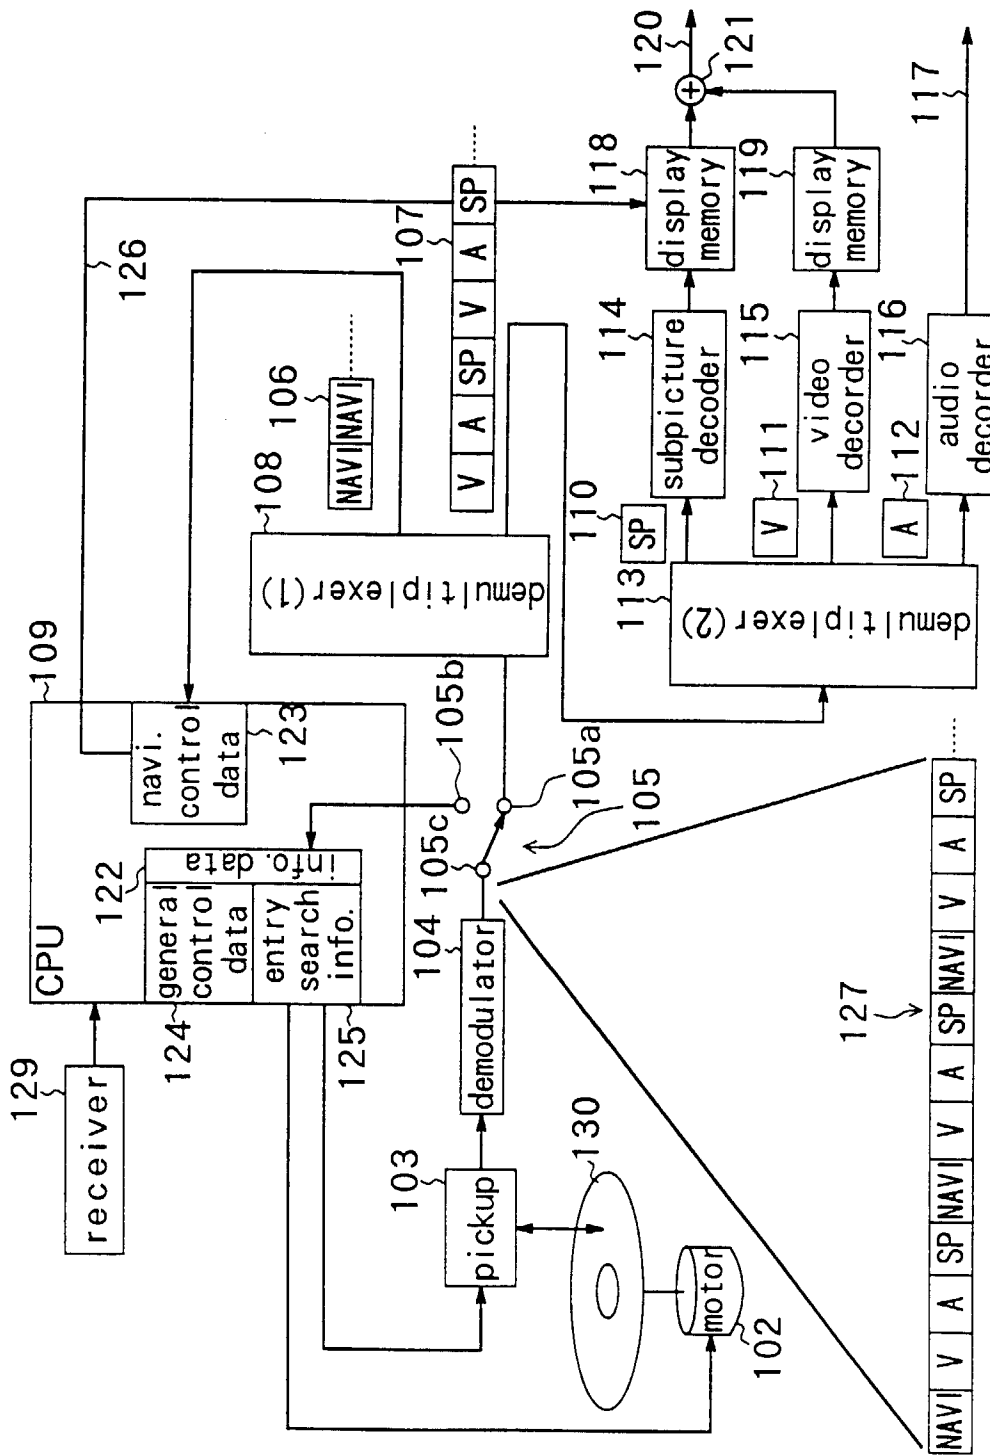 129
receiver
CPU
109
124
general
control
data
122
info. data
entry
search
info.
125
navi.
control
data
123
126
103
pickup
104
demodulator
105c
105b
105a
105
108
demultiplexer(1)
106
NAVI NAVI
107
V A SP V A SP
130
motor
102
113
demultiplexer(2)
110
SP
V
111
A
112
114
subpicture
decoder
115
video
decorder
116
audio
decorder
118
display
memory
119
display
memory
120
121
117
127
NAVI V A SP NAVI V A SP NAVI V A SP